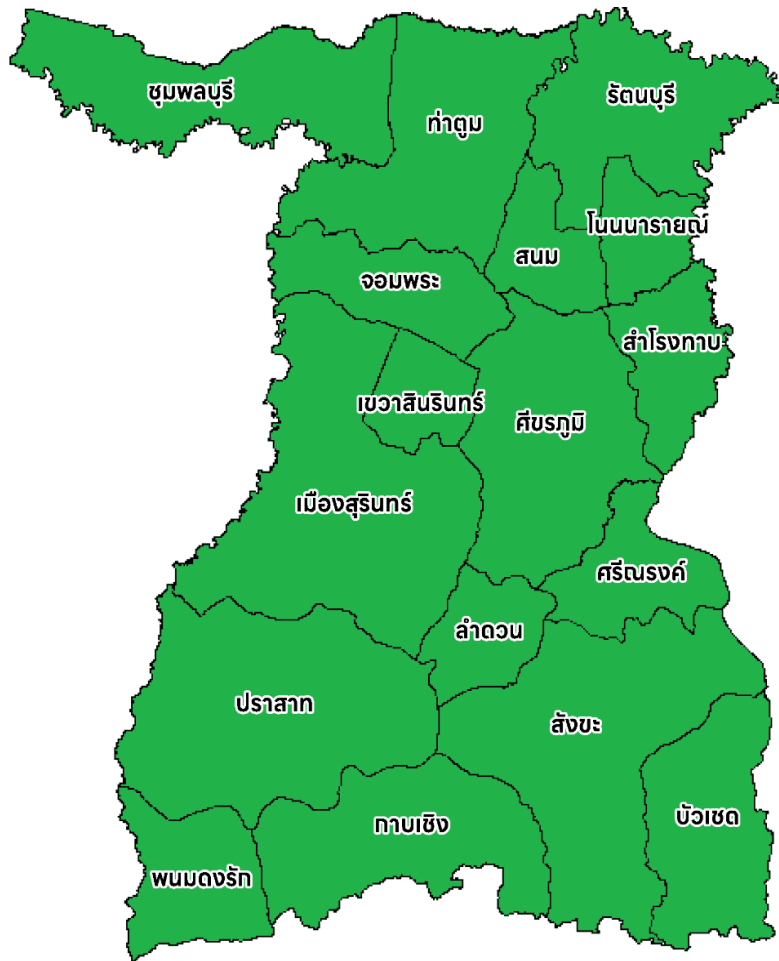 ชุมพลบุรี
รัตนบุรี
ท่าตูม
โนนนารายณ์
สนม
จอมพระ
สำโรงทาบ
เขวาสินรินทร์
ศีขรภูมิ
เมืองสุรินทร์
ศรีณรงค์
ลำดวน
ปราสาท
สังขะ
บัวเชด
กาบเชิง
พนมดงรัก